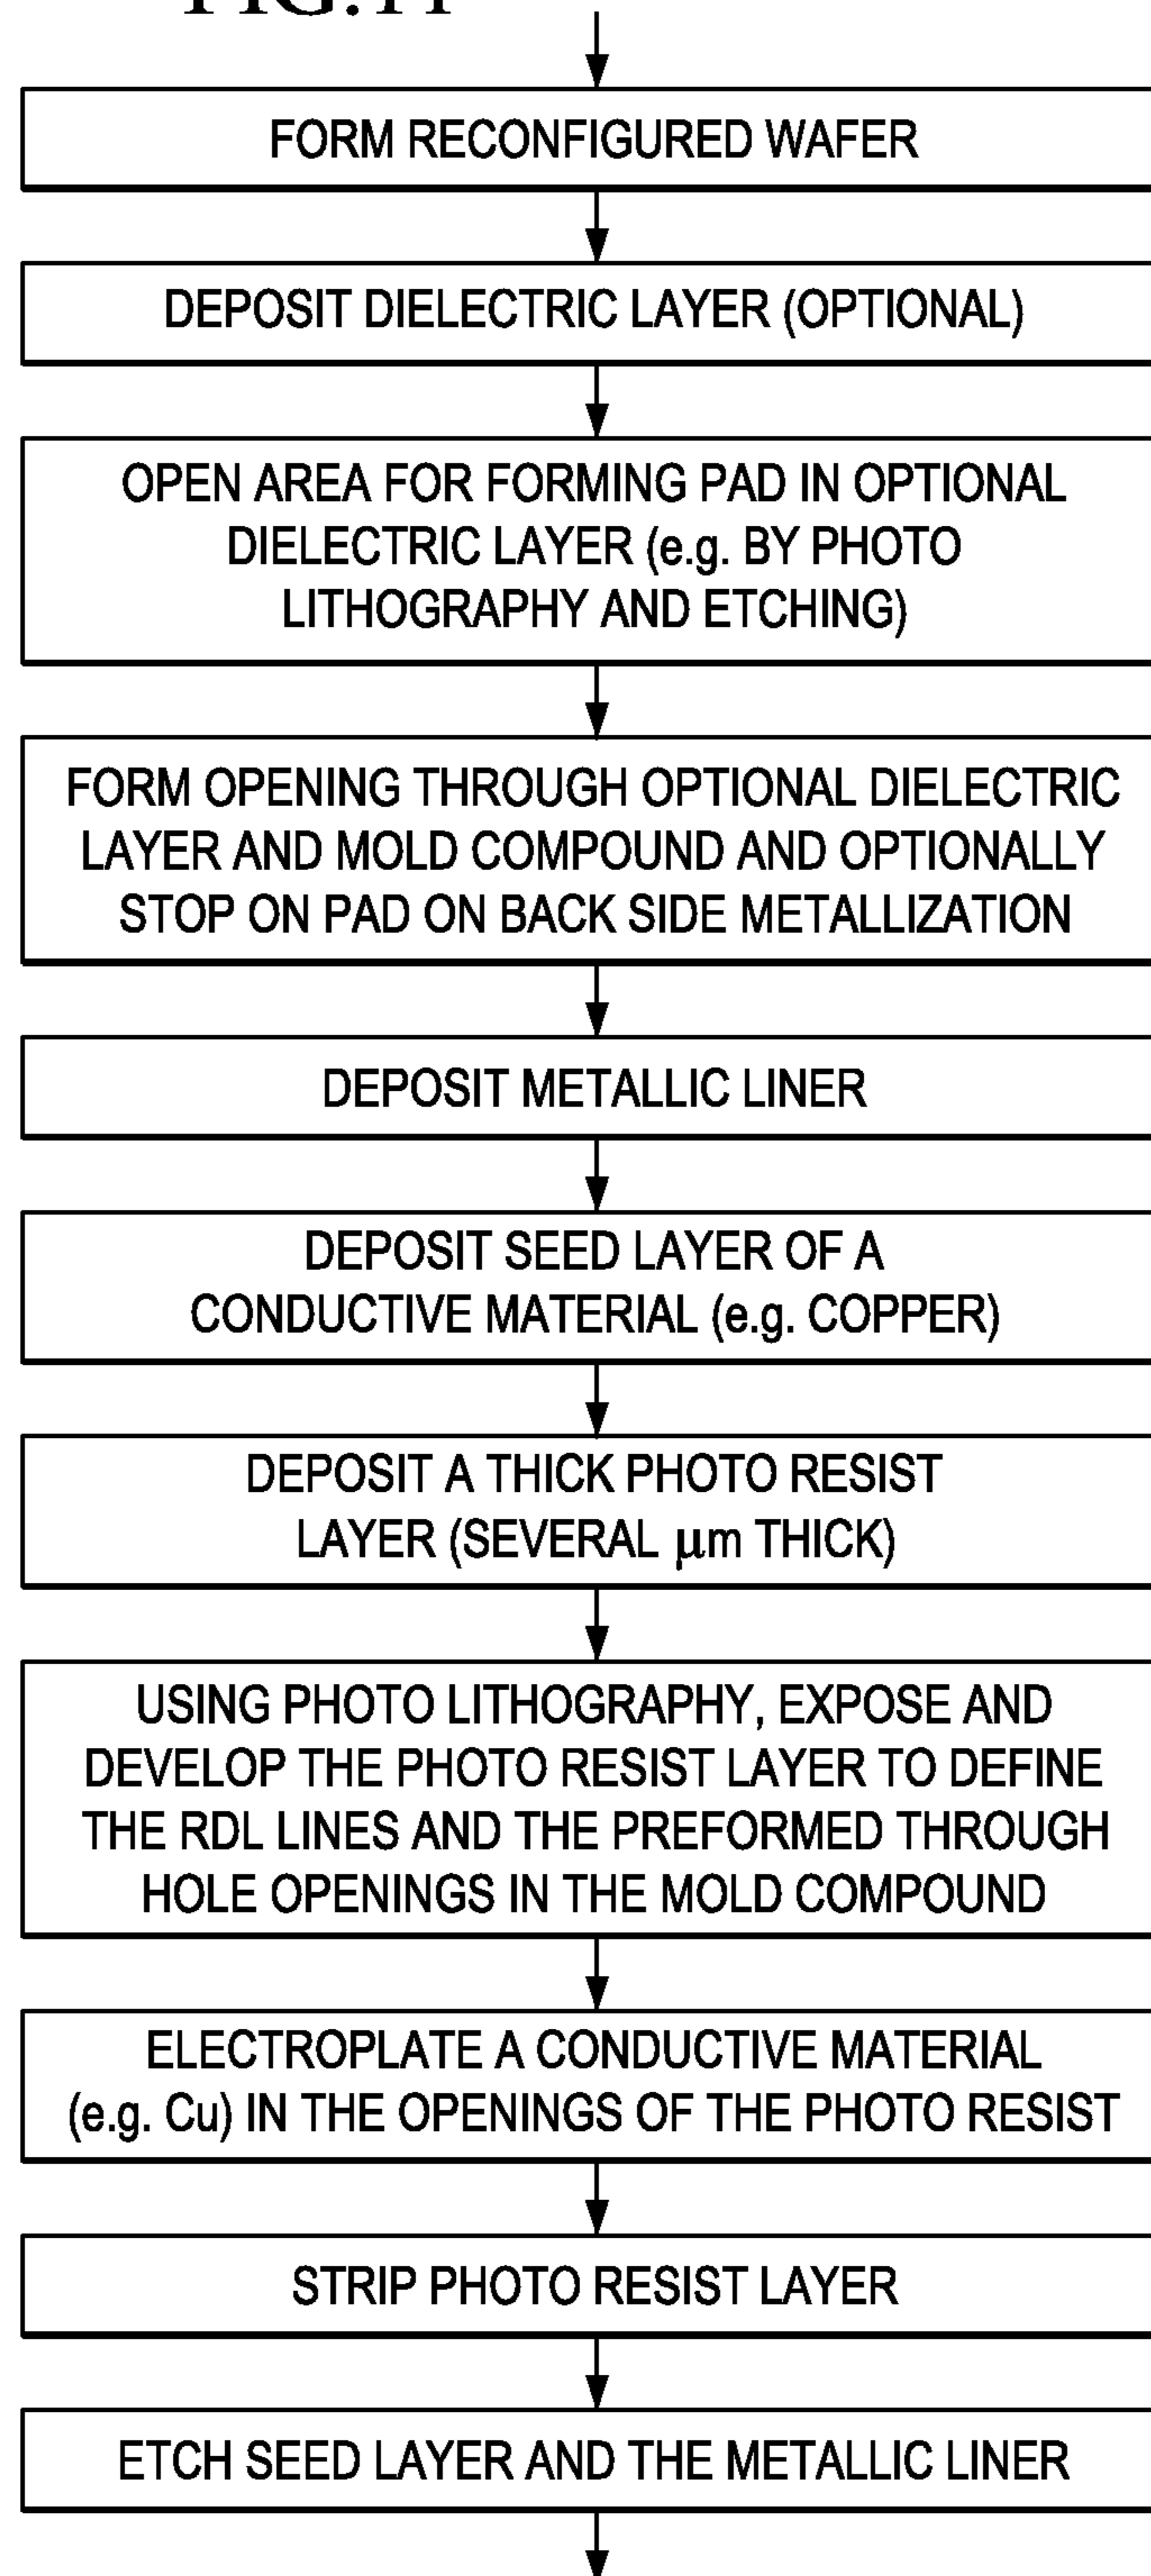 FIG. 11
FORM RECONFIGURED WAFER
DEPOSIT DIELECTRIC LAYER (OPTIONAL)
OPEN AREA FOR FORMING PAD IN OPTIONAL
DIELECTRIC LAYER (e.g. BY PHOTO
LITHOGRAPHY AND ETCHING)
FORM OPENING THROUGH OPTIONAL DIELECTRIC
LAYER AND MOLD COMPOUND AND OPTIONALLY
STOP ON PAD ON BACK SIDE METALLIZATION
DEPOSIT METALLIC LINER
DEPOSIT SEED LAYER OF A
CONDUCTIVE MATERIAL (e.g. COPPER)
DEPOSIT A THICK PHOTO RESIST
LAYER (SEVERAL μm THICK)
USING PHOTO LITHOGRAPHY, EXPOSE AND
DEVELOP THE PHOTO RESIST LAYER TO DEFINE
THE RDL LINES AND THE PREFORMED THROUGH
HOLE OPENINGS IN THE MOLD COMPOUND
ELECTROPLATE A CONDUCTIVE MATERIAL
(e.g. Cu) IN THE OPENINGS OF THE PHOTO RESIST
STRIP PHOTO RESIST LAYER
ETCH SEED LAYER AND THE METALLIC LINER